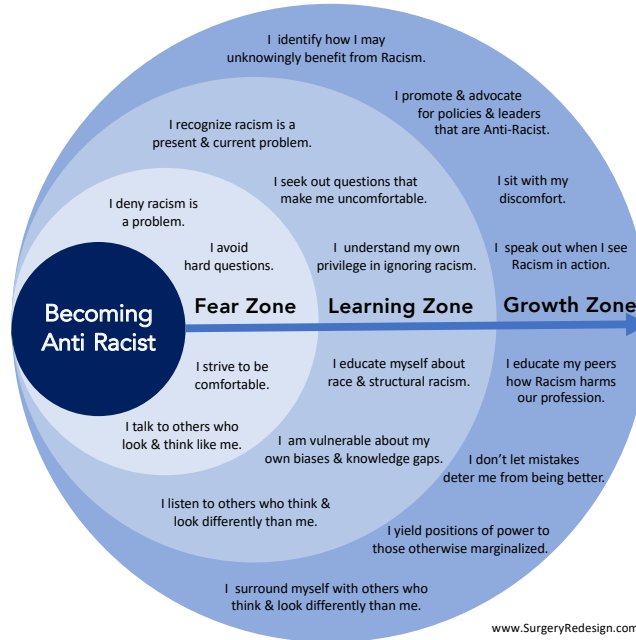 I identify how I may
unknowingly benefit from Racism.
I promote & advocate
for policies & leaders
that are Anti-Racist.
I recognize racism is a
present & current problem.
I seek out questions that
make me uncomfortable.
I sit with my
discomfort.
I deny racism is
a problem.
I avoid
hard questions.
I understand my own
privilege in ignoring racism.
I speak out when I see
Racism in action.
Becoming
Anti Racist
Fear Zone
Learning Zone
Growth Zone
I strive to be
comfortable.
I educate myself about
race & structural racism.
I educate my peers
how Racism harms
our profession.
I talk to others who
look & think like me.
I am vulnerable about my
own biases & knowledge gaps.
I don't let mistakes
deter me from being better.
I listen to others who think &
look differently than me.
I yield positions of power to
those otherwise marginalized.
I surround myself with others who
think & look differently than me.
www.SurgeryRedesign.com